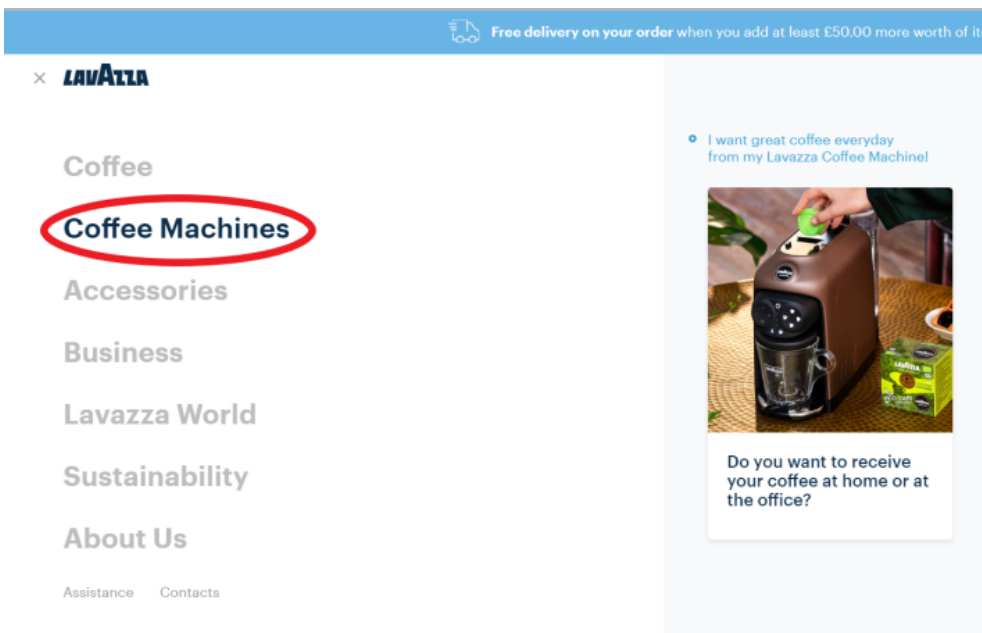 Free delivery on your order when you add at least £50.00 more worth of
LAVAZZA
Coffee
Coffee Machines
Accessories
Business
Lavazza World
Sustainability
About Us
Assistance Contacts
I want great coffee everyday
from my Lavazza Coffee Machine!
LAVAZZA
Do you want to receive
your coffee at home or at
the office?